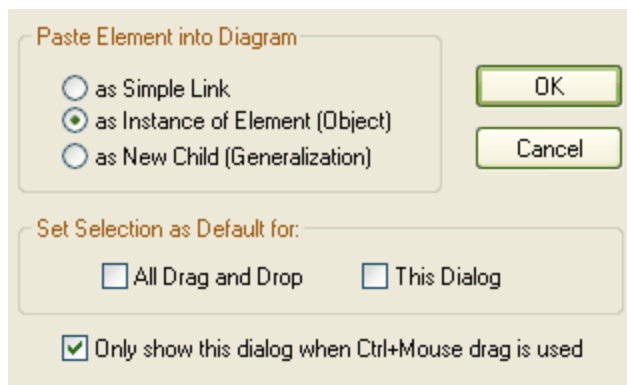 Paste Element into Diagram
as Simple Link
OK
as Instance of Element (Object)
as New Child (Generalization)
Cancel
Set Selection as Default for:
All Drag and Drop
This Dialog
Only show this dialog when Ctrl+Mouse drag is used